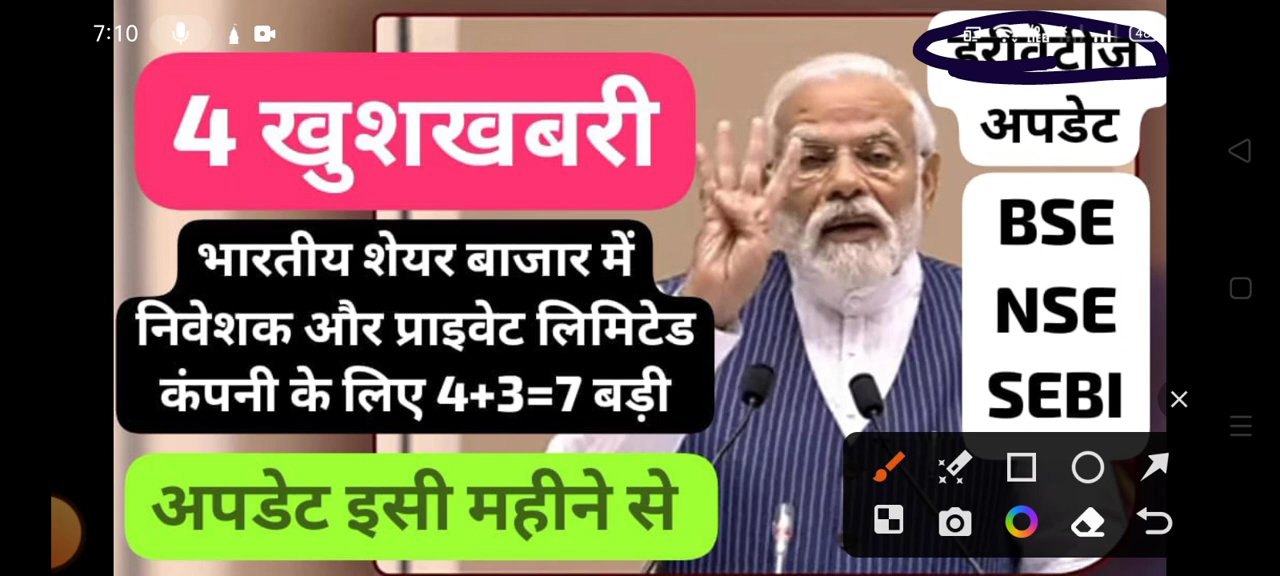 7:10
4 खुशखबरी
भारतीय शेयर बाजार में
निवेशक और प्राइवेट लिमिटेड
कंपनी के लिए 4+3=7 बड़ी
अपडेट इसी महीने से
अपडेट
BSE
NSE
SEBI